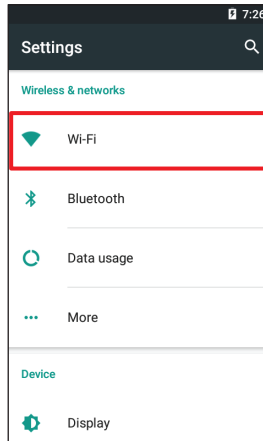 7:26
Settings
Wireless & networks
Wi-Fi
Bluetooth
Data usage
More
Device
Display